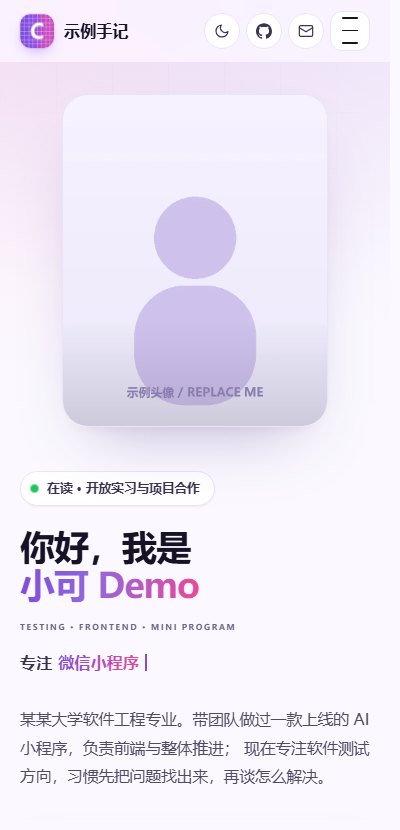 C
示例手记
示例头像 / REPLACE ME
在读 • 开放实习与项目合作
你好，我是
小可 Demo
TESTING • FRONTEND • MINI PROGRAM
专注 微信小程序
某某大学软件工程专业。带团队做过一款上线的 AI
小程序，负责前端与整体推进； 现在专注软件测试
方向，习惯先把问题找出来，再谈怎么解决。